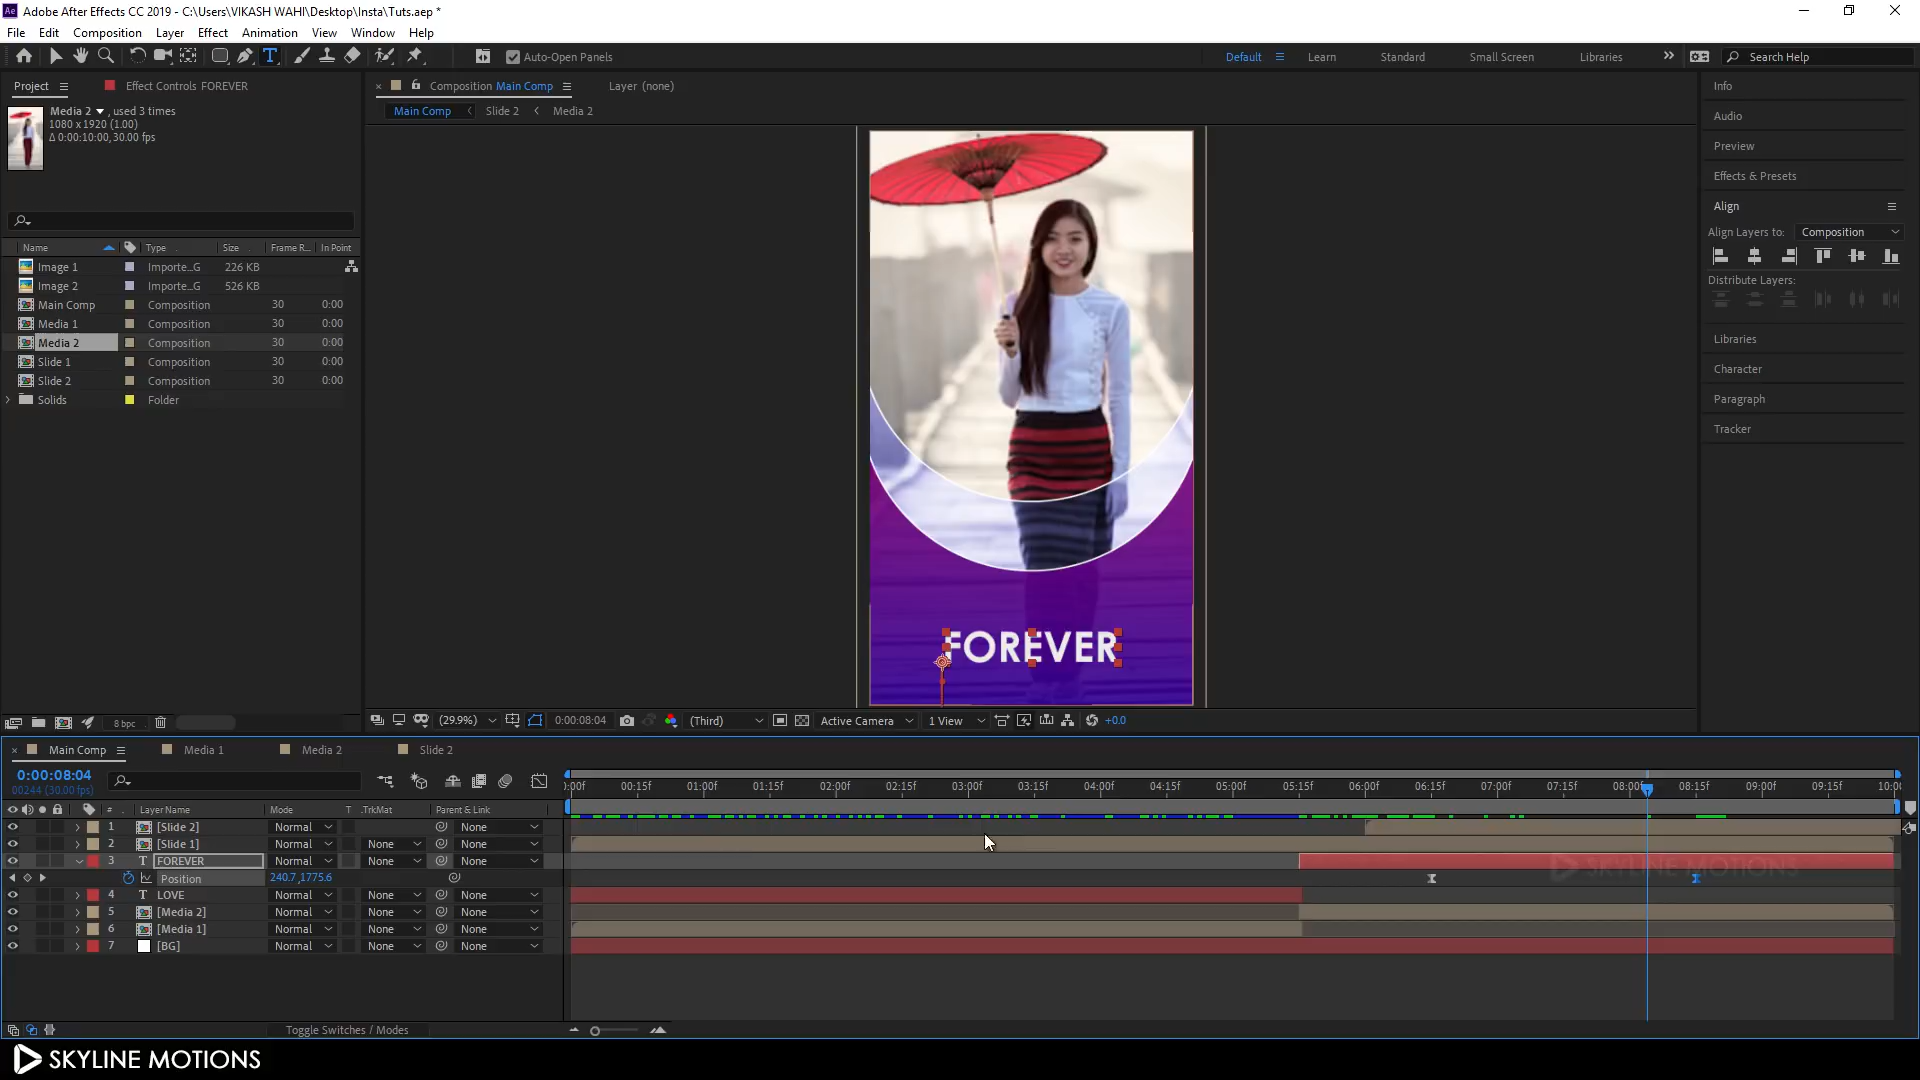 Adobe After Effects CC 2019 - C:\Users\VIKASH WAHI\Desktop\Insta\Tuts.aep *
File Edit Composition Layer Effect Animation View Window Help
Auto-Open Panels
Default Learn Standard Small Screen Libraries Search Help
Project Effect Controls FOREVER
Composition Main Comp Layer (none)
Main Comp Slide 2 Media 2
Media 2 , used 3 times
1080 x 1920 (1.00)
Δ 0:00:10:00, 30.00 fps
Name Type Size Frame R... In Point
Image 1 Importe...G 226 KB
Image 2 Importe...G 526 KB
Main Comp Composition 30 0:00
Media 1 Composition 30 0:00
Media 2 Composition 30 0:00
Slide 1 Composition 30 0:00
Slide 2 Composition 30 0:00
Solids Folder
8 bpc
FOREVER
(29.9%) 0:00:08:04 (Third) Active Camera 1 View +0.0
Info
Audio
Preview
Effects & Presets
Align
Align Layers to: Composition
Distribute Layers:
Libraries
Character
Paragraph
Tracker
Main Comp Media 1 Media 2 Slide 2
0:00:08:04
00244 (30.00 fps)
):00f 00:15f 01:00f 01:15f 02:00f 02:15f 03:00f 03:15f 04:00f 04:15f 05:00f 05:15f 06:00f 06:15f 07:00f 07:15f 08:00f 08:15f 09:00f 09:15f 10:00
# Layer Name Mode T .TrkMat Parent & Link
1 [Slide 2] Normal None
2 [Slide 1] Normal None None
3 T FOREVER Normal None None
Position 240.7,1775.6
4 T LOVE Normal None None
5 [Media 2] Normal None None
6 [Media 1] Normal None None
7 [BG] Normal None None
SKYLINE MOTIONS
Toggle Switches / Modes
SKYLINE MOTIONS